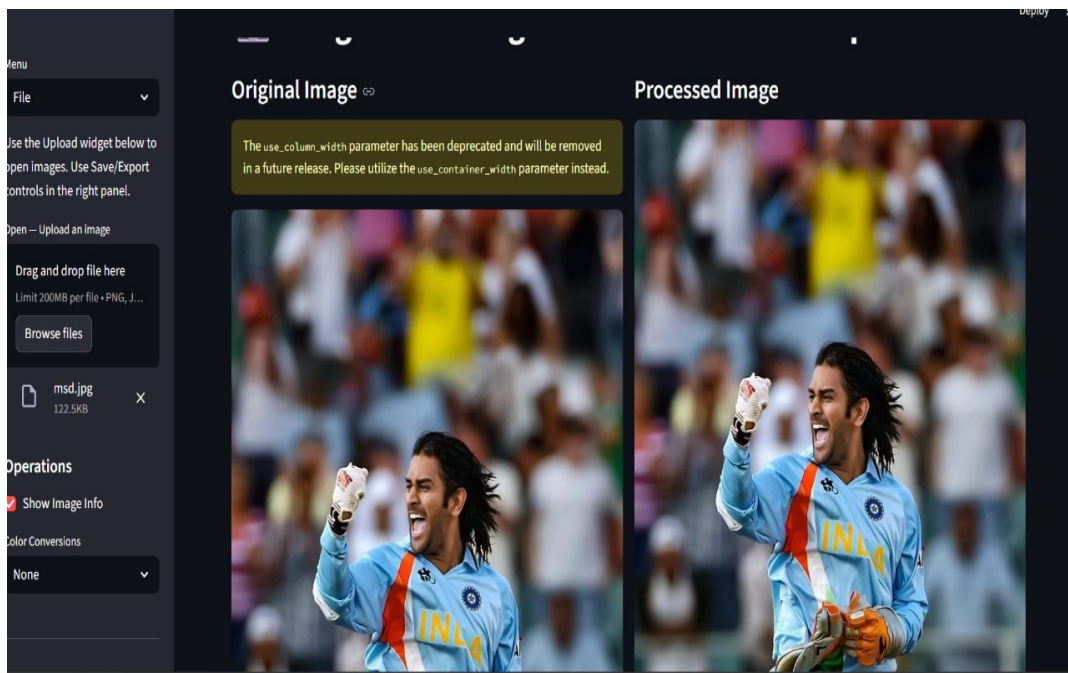 Deploy
Menu
File
Use the Upload widget below to
open images. Use Save/Export
controls in the right panel.
Open — Upload an image
Drag and drop file here
Limit 200MB per file • PNG, J...
Browse files
msd.jpg
122.5KB
X
Operations
Show Image Info
Color Conversions
None
Original Image
The use_column_width parameter has been deprecated and will be removed
in a future release. Please utilize the use_container_width parameter instead.
Processed Image